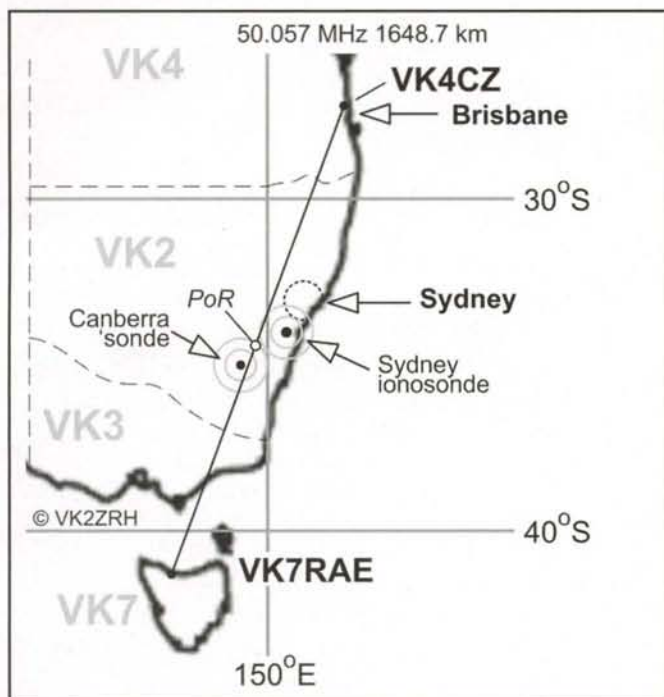 50.057 MHz 1648.7 km
VK4
VK4CZ
Brisbane
30°S
VK2
PoR
Sydney
Canberra
'sonde
Sydney
ionosonde
VK3
© VK2ZRH
40°S
VK7RAE
VK7
150°E